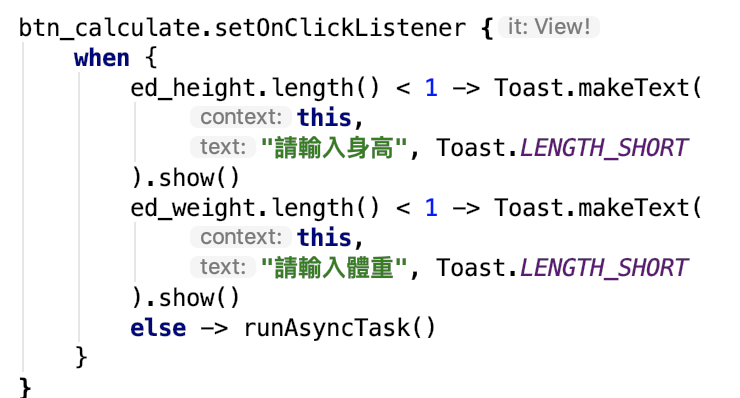 btn_calculate.setOnClickListener { it: View!
    when {
        ed_height.length() < 1 -> Toast.makeText(
            context: this,
            text: "請輸入身高", Toast.LENGTH_SHORT
        ).show()
        ed_weight.length() < 1 -> Toast.makeText(
            context: this,
            text: "請輸入體重", Toast.LENGTH_SHORT
        ).show()
        else -> runAsyncTask()
    }
}